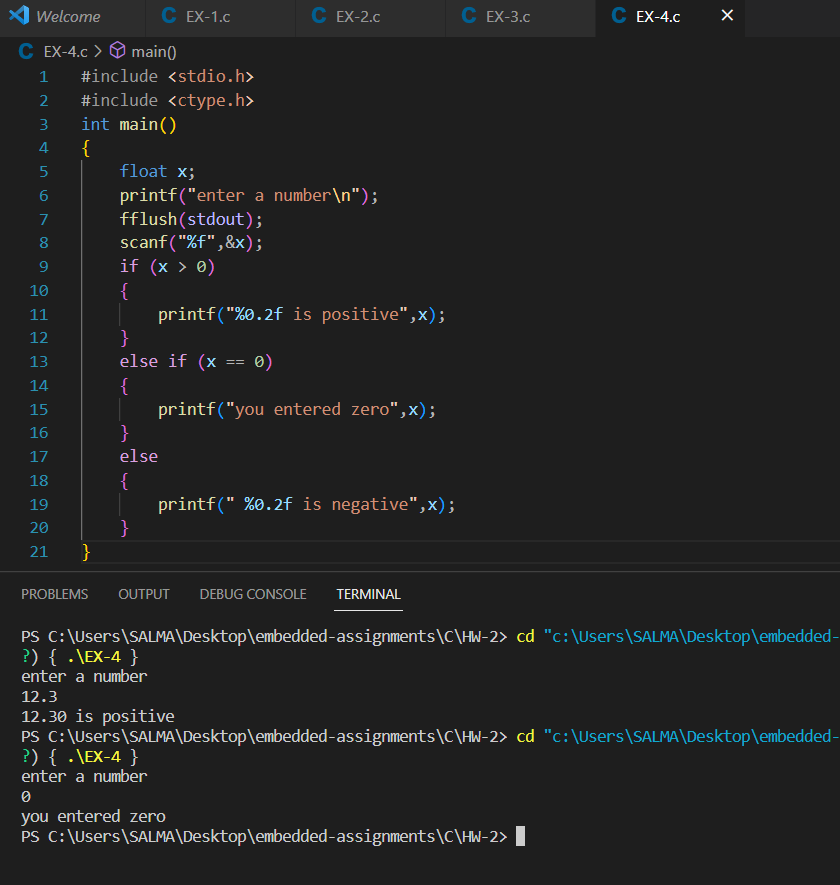 Welcome EX-1.c EX-2.c EX-3.c EX-4.c
EX-4.c > main()
1 #include <stdio.h>
2 #include <ctype.h>
3 int main()
4 {
5     float x;
6     printf("enter a number\n");
7     fflush(stdout);
8     scanf("%f",&x);
9     if (x > 0)
10     {
11         printf("%0.2f is positive",x);
12     }
13     else if (x == 0)
14     {
15         printf("you entered zero",x);
16     }
17     else
18     {
19         printf(" %0.2f is negative",x);
20     }
21 }
PROBLEMS OUTPUT DEBUG CONSOLE TERMINAL
PS C:\Users\SALMA\Desktop\embedded-assignments\C\HW-2> cd "c:\Users\SALMA\Desktop\embedded-
?) { .\EX-4 }
enter a number
12.3
12.30 is positive
PS C:\Users\SALMA\Desktop\embedded-assignments\C\HW-2> cd "c:\Users\SALMA\Desktop\embedded-
?) { .\EX-4 }
enter a number
0
you entered zero
PS C:\Users\SALMA\Desktop\embedded-assignments\C\HW-2>